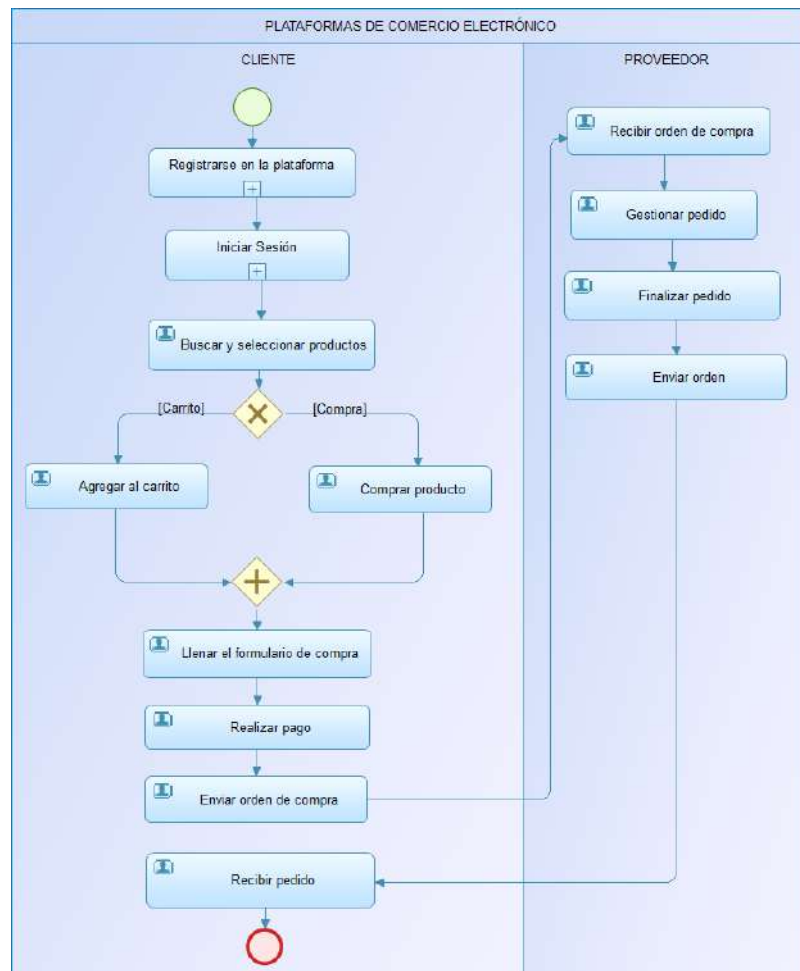 PLATAFORMAS DE COMERCIO ELECTRÓNICO
CLIENTE
Registrarse en la plataforma
Iniciar Sesión
Buscar y seleccionar productos
[Carrito]
[Compra]
Agregar al carrito
Comprar producto
Llenar el formulario de compra
Realizar pago
Enviar orden de compra
Recibir pedido
PROVEEDOR
Recibir orden de compra
Gestionar pedido
Finalizar pedido
Enviar orden